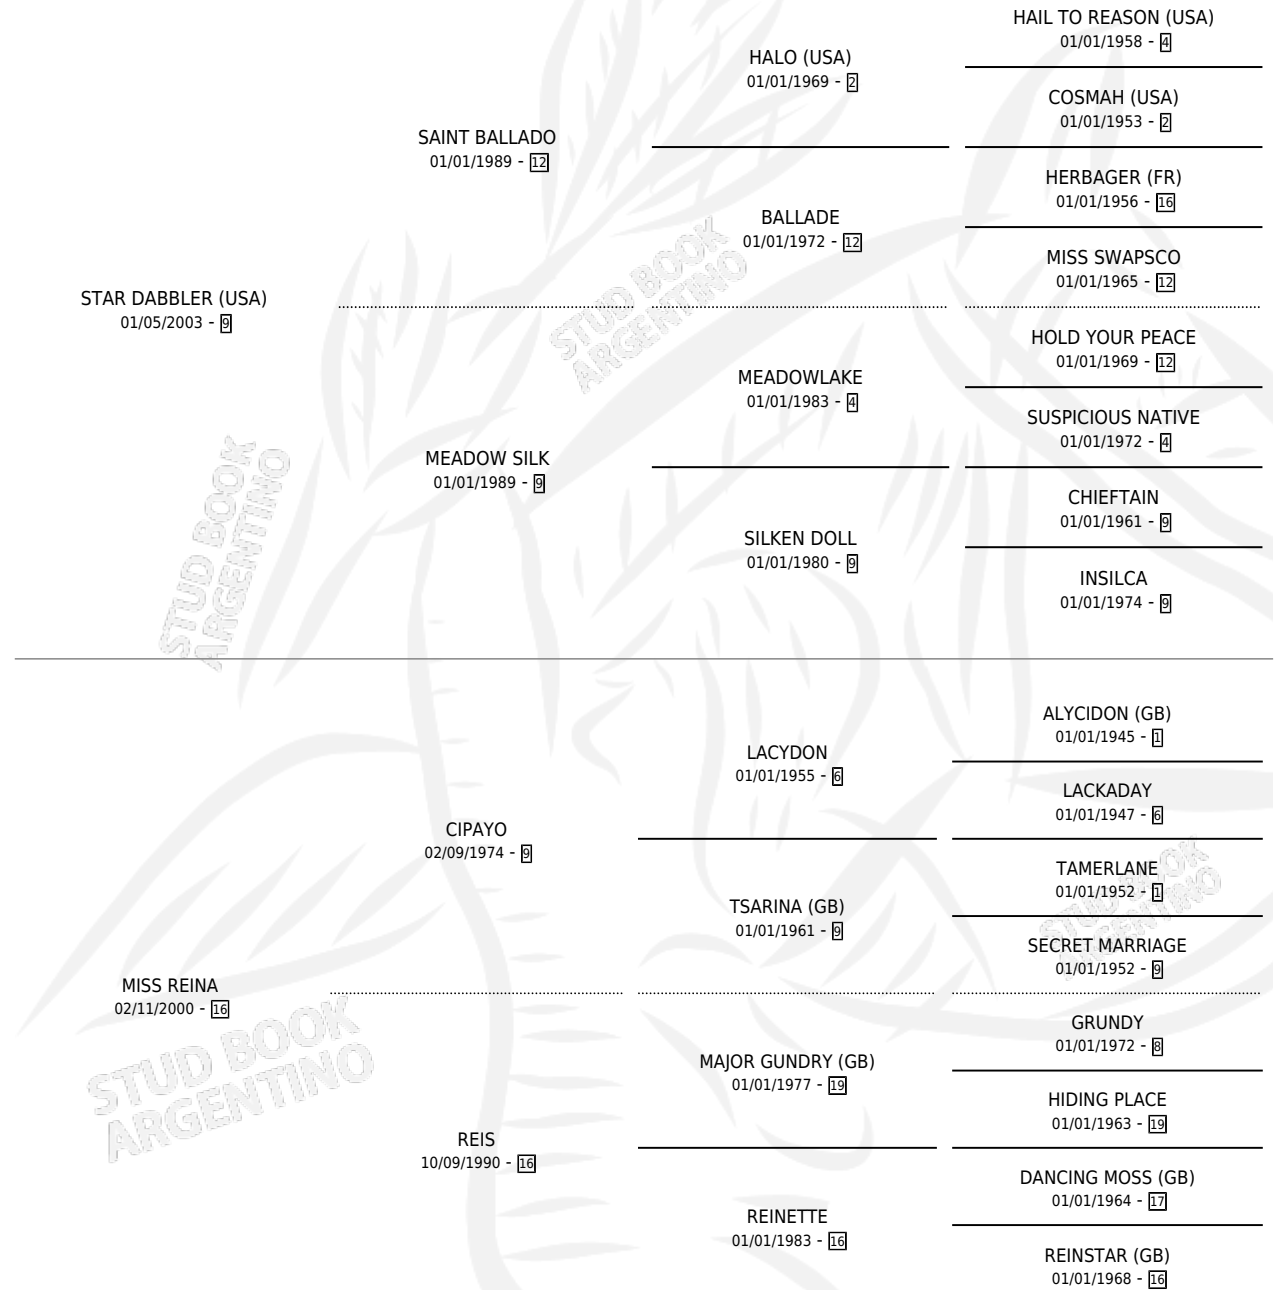 HAIL TO REASON (USA)
01/01/1958 - 4
HALO (USA)
01/01/1969 - 2
COSMAH (USA)
01/01/1953 - 2
SAINT BALLADO
01/01/1989 - 12
HERBAGER (FR)
01/01/1956 - 16
BALLADE
01/01/1972 - 12
MISS SWAPSCO
01/01/1965 - 12
STAR DABBLER (USA)
01/05/2003 - 9
STUD BOOK
ARGENTINO
HOLD YOUR PEACE
01/01/1969 - 12
MEADOWLAKE
01/01/1983 - 4
SUSPICIOUS NATIVE
01/01/1972 - 4
MEADOW SILK
01/01/1989 - 9
CHIEFTAIN
01/01/1961 - 9
SILKEN DOLL
01/01/1980 - 9
INSILCA
01/01/1974 - 9
STUD BOOK
ARGENTINO
ALYCIDON (GB)
01/01/1945 - 1
LACYDON
01/01/1955 - 6
LACKADAY
01/01/1947 - 6
CIPAYO
02/09/1974 - 9
TAMERLANE
01/01/1952 - 1
TSARINA (GB)
01/01/1961 - 9
STUD BOOK
ARGENTINO
SECRET MARRIAGE
01/01/1952 - 9
MISS REINA
02/11/2000 - 16
GRUNDY
01/01/1972 - 8
MAJOR GUNDRY (GB)
01/01/1977 - 19
HIDING PLACE
01/01/1963 - 19
STUD BOOK
ARGENTINO
REIS
10/09/1990 - 16
DANCING MOSS (GB)
01/01/1964 - 17
REINETTE
01/01/1983 - 16
REINSTAR (GB)
01/01/1968 - 16